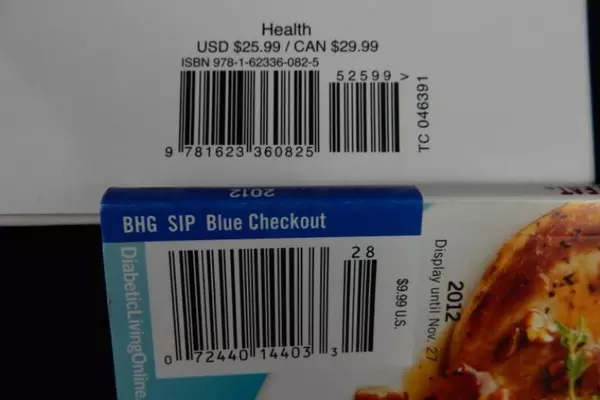 Health
USD $25.99 / CAN $29.99
ISBN 978-1-62336-082-5
52599 >
9 781623 360825
TC 046391
2012
BHG SIP Blue Checkout
DiabeticLivingOnline
28
0 72440 14403 3
$9.99 U.S.
2012
Display until Nov. 27